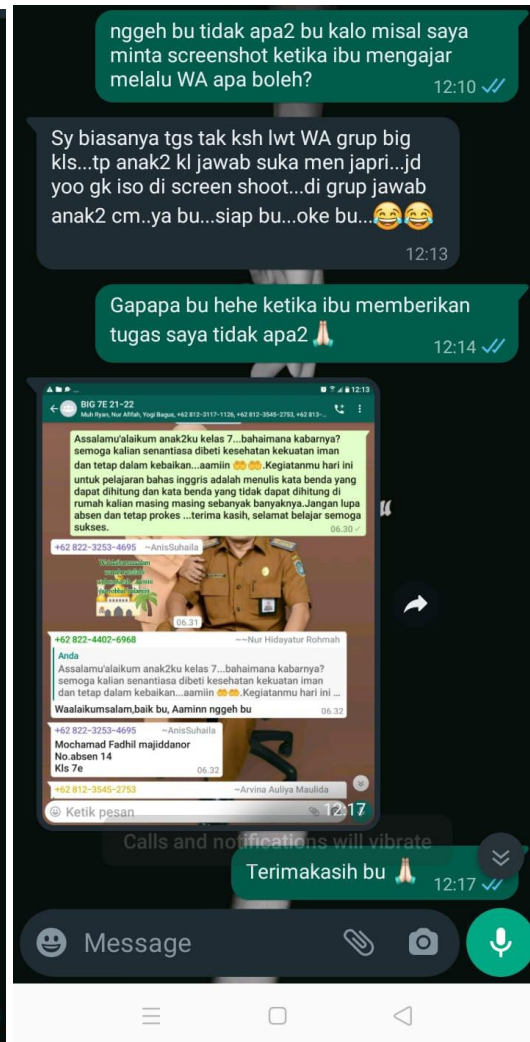 nggeh bu tidak apa2 bu kalo misal saya
minta screenshot ketika ibu mengajar
melalu WA apa boleh?
12:10
Sy biasanya tgs tak ksh lwt WA grup big
kls...tp anak2 kl jawab suka men japri...jd
yoo gk iso di screen shoot...di grup jawab
anak2 cm..ya bu...siap bu...oke bu...😂😂
12:13
Gapapa bu hehe ketika ibu memberikan
tugas saya tidak apa2 🙏🏻
12:14
12:13
BIG 7E 21-22
Muh Ryan, Nur Afifah, Yogi Bagus, +62 812-3117-1126, +62 812-3545-2753, +62 813-...
Assalamu'alaikum anak2ku kelas 7...bahaimana kabarnya?
semoga kalian senantiasa dibeti kesehatan kekuatan iman
dan tetap dalam kebaikan...aamiin 🤲🤲.Kegiatanmu hari ini
untuk pelajaran bahas inggris adalah menulis kata benda yang
dapat dihitung dan kata benda yang tidak dapat dihitung di
rumah kalian masing masing sebanyak banyaknya.Jangan lupa
absen dan tetap prokes ...terima kasih, selamat belajar semoga
sukses.
06.30
+62 822-3253-4695 ~AnisSuhaila
06.31
+62 822-4402-6968 ~~Nur Hidayatur Rohmah
Anda
Assalamu'alaikum anak2ku kelas 7...bahaimana kabarnya?
semoga kalian senantiasa dibeti kesehatan kekuatan iman
dan tetap dalam kebaikan...aamiin 🤲🤲.Kegiatanmu hari ini ...
Waalaikumsalam,baik bu, Aaminn nggeh bu
06.32
+62 822-3253-4695 ~AnisSuhaila
Mochamad Fadhil majiddanor
No.absen 14
Kls 7e
06.32
+62 812-3545-2753 ~Arvina Auliya Maulida
Ketik pesan
12:17
Calls and notifications will vibrate
Terimakasih bu 🙏🏻
12:17
Message